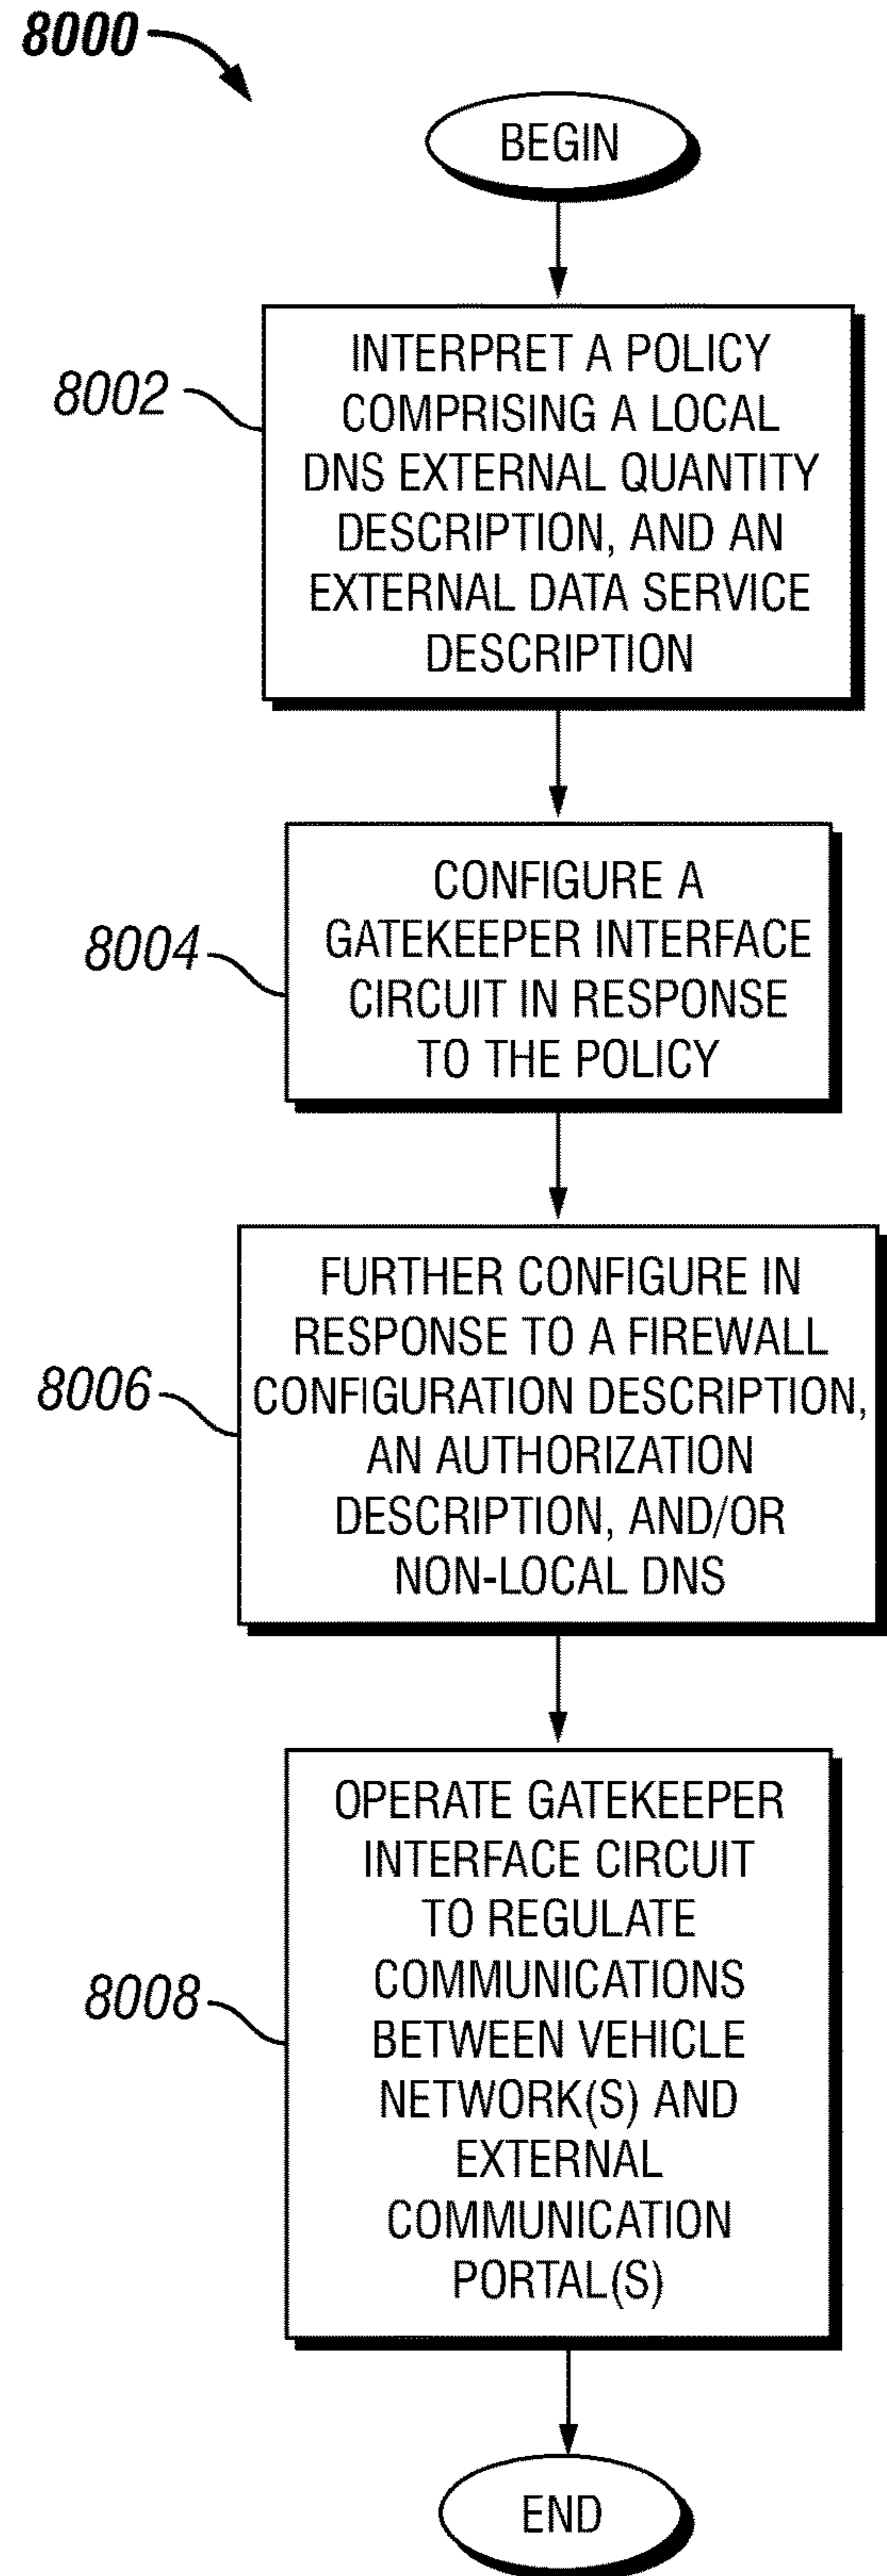 8000
BEGIN
8002
INTERPRET A POLICY
COMPRISING A LOCAL
DNS EXTERNAL QUANTITY
DESCRIPTION, AND AN
EXTERNAL DATA SERVICE
DESCRIPTION
8004
CONFIGURE A
GATEKEEPER INTERFACE
CIRCUIT IN RESPONSE
TO THE POLICY
8006
FURTHER CONFIGURE IN
RESPONSE TO A FIREWALL
CONFIGURATION DESCRIPTION,
AN AUTHORIZATION
DESCRIPTION, AND/OR
NON-LOCAL DNS
8008
OPERATE GATEKEEPER
INTERFACE CIRCUIT
TO REGULATE
COMMUNICATIONS
BETWEEN VEHICLE
NETWORK(S) AND
EXTERNAL
COMMUNICATION
PORTAL(S)
END